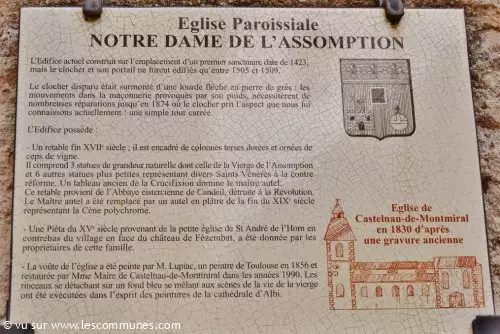 Eglise Paroissiale
NOTRE DAME DE L'ASSOMPTION
L'Edifice actuel construit sur l'emplacement d'un premier sanctuaire date de 1423,
mais le clocher et son portail ne furent édifiés qu'entre 1505 et 1509.
Le clocher disparu était surmonté d'une lourde flèche en pierre de grès : les
mouvements dans la maçonnerie provoqués par son poids, nécessitèrent de
nombreuses réparations jusqu'en 1874 où le clocher prit l'aspect que nous lui
connaissons actuellement : une simple tour carrée.
L'Edifice possède :
- Un retable fin XVIIᵉ siècle ; il est encadré de colonnes torses dorées et ornées de
ceps de vigne.
Il comprend 3 statues de grandeur naturelle dont celle de la Vierge de l'Assomption
et 6 autres statues plus petites représentant divers Saints Vénérés à la contre
réforme. Un tableau ancien de la Crucifixion domine le maître autel.
Ce retable provient de l'Abbaye cistercienne de Candeil, détruite à la Révolution.
Le Maître autel a été remplacé par un autel en plâtre de la fin du XIXᵉ siècle
représentant la Cène polychrome.
- Une Piéta du XVᵉ siècle provenant de la petite église de St André de l'Hom en
contrebas du village en face du château de Fézembat, a été donnée par les
propriétaires de cette famille.
- La voûte de l'église a été peinte par M. Lupiac, un peintre de Toulouse en 1856 et
restaurée par Mme Maire de Castelnau-de-Montmiral dans les années 1990. Les
rinceaux se détachant sur un fond bleu se mêlant aux scènes de la vie de la vierge
ont été exécutées dans l'esprit des peintures de la cathédrale d'Albi.
Eglise de
Castelnau-de-Montmiral
en 1830 d'après
une gravure ancienne
© vu sur www.lescommunes.com